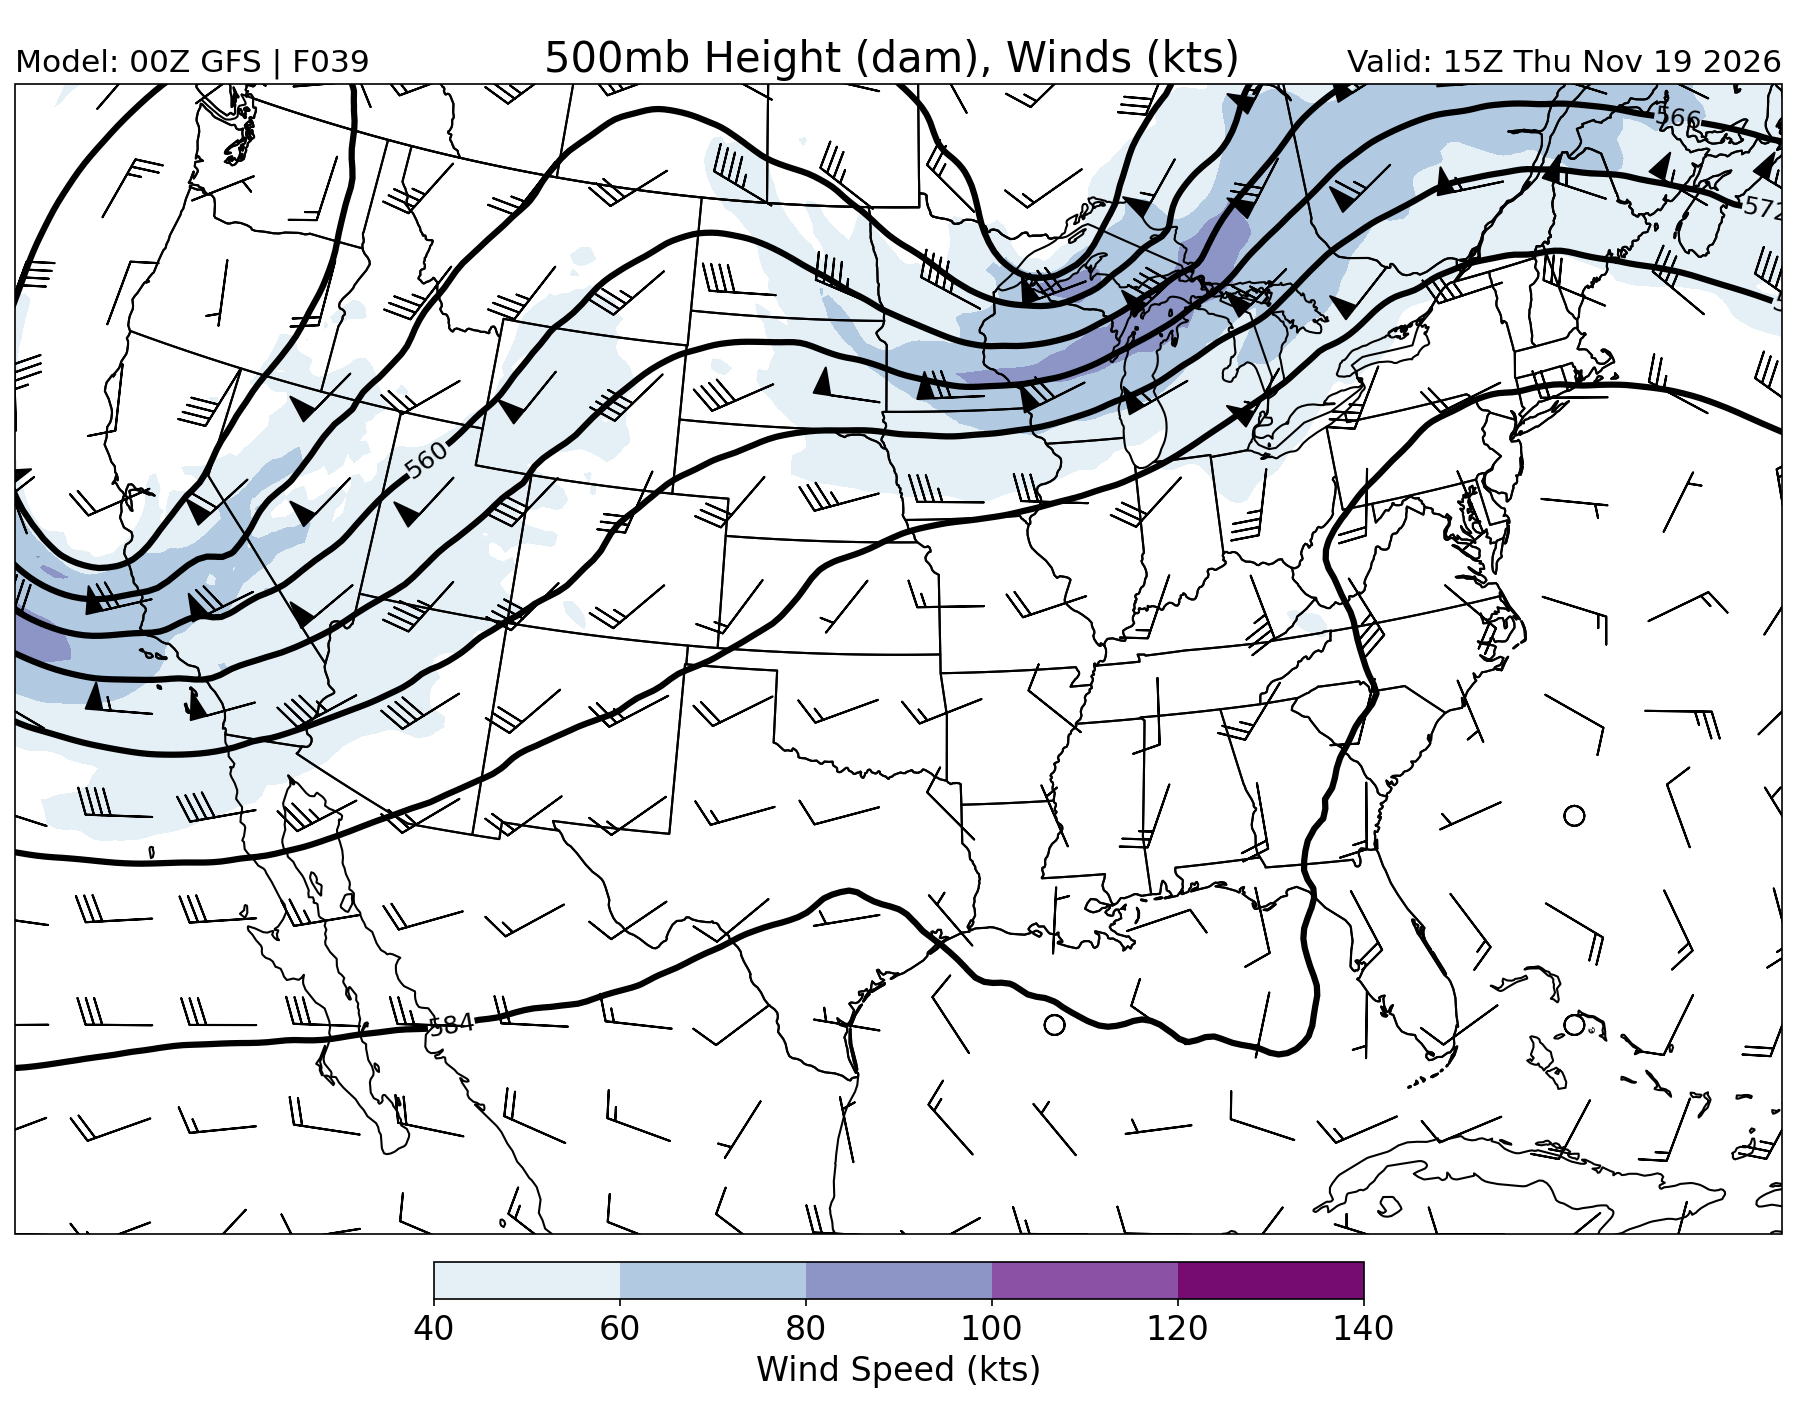 Model: 00Z GFS | F039
500mb Height (dam), Winds (kts)
Valid: 15Z Thu Nov 19 2026
566
572
560
584
40 60 80 100 120 140
Wind Speed (kts)